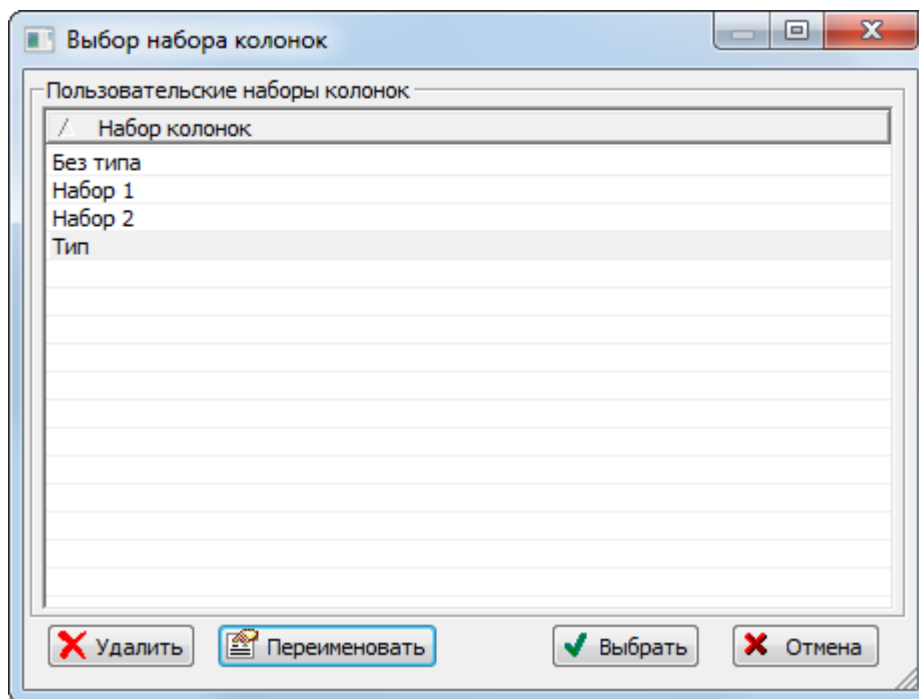 Выбор набора колонок
Пользовательские наборы колонок
Набор колонок
Без типа
Набор 1
Набор 2
Тип
Удалить Переименовать Выбрать Отмена